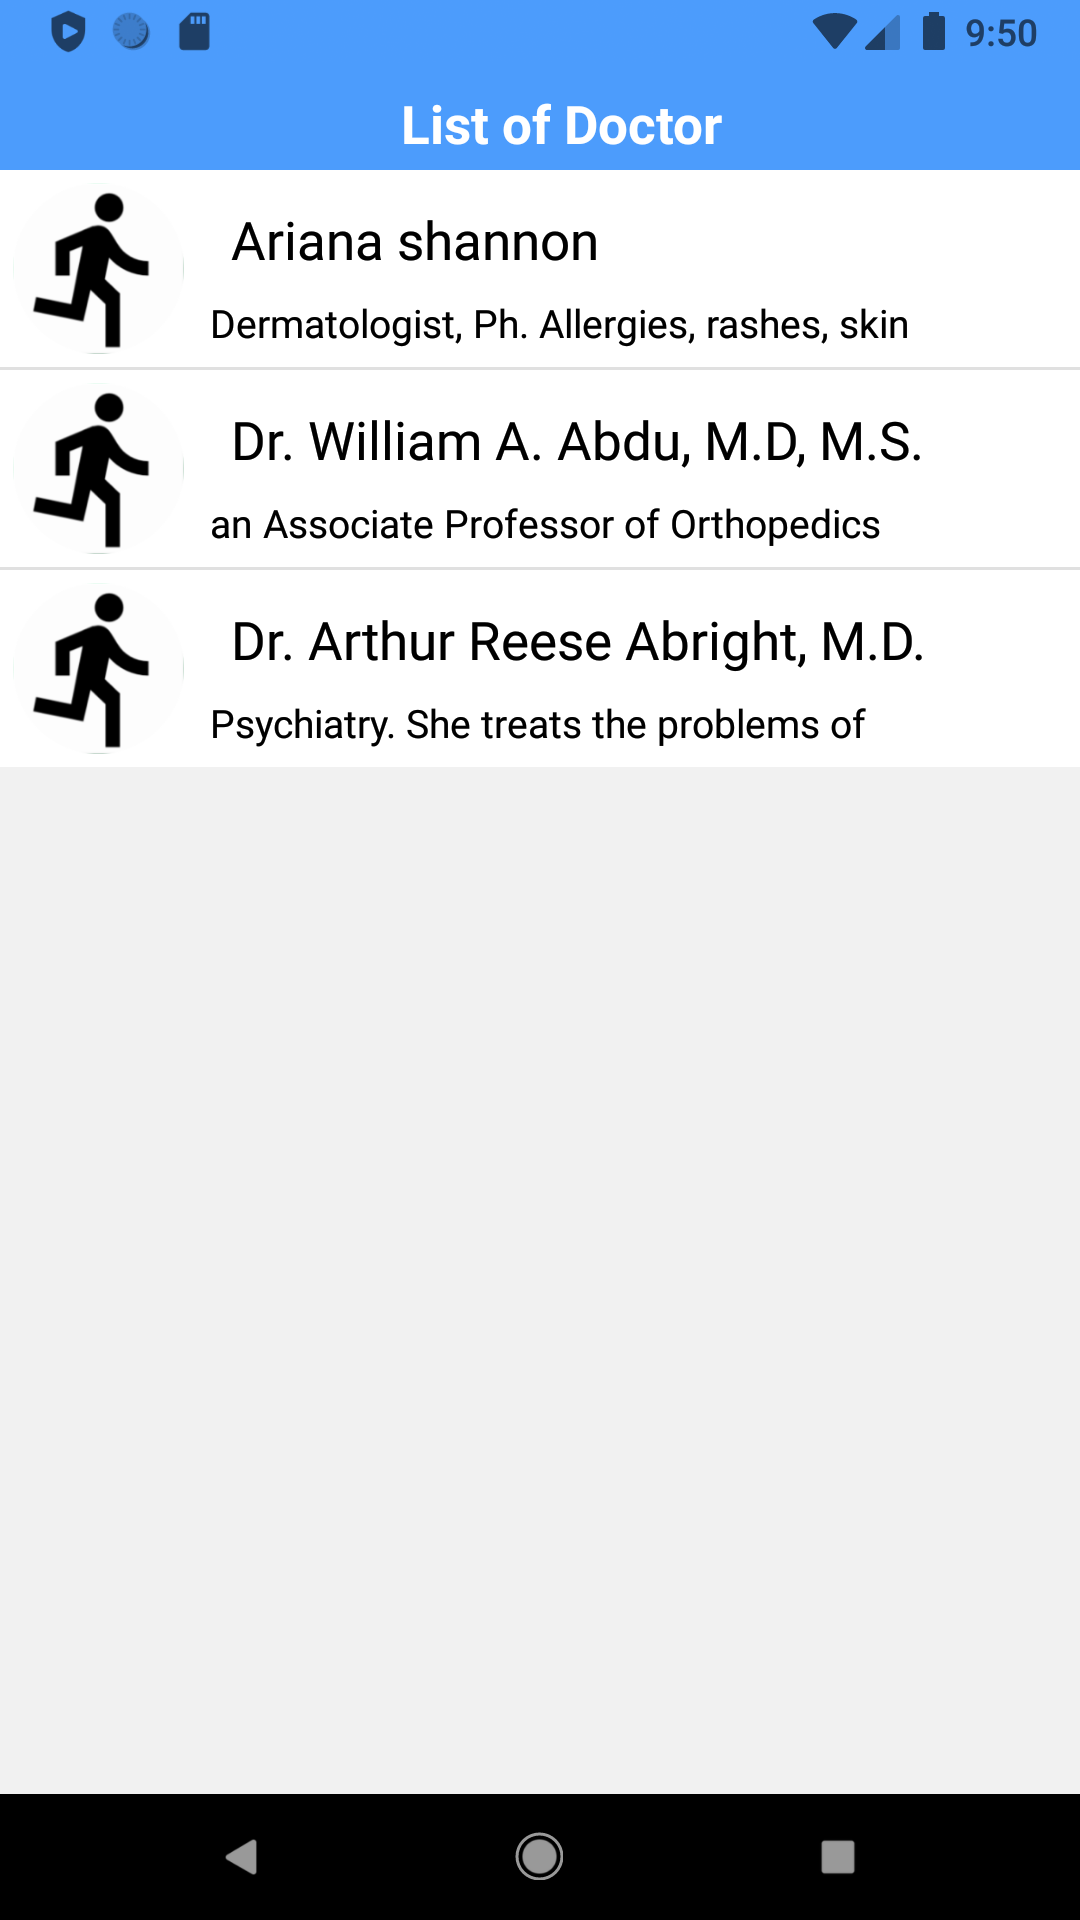 9:50
List of Doctor
Ariana shannon
Dermatologist, Ph. Allergies, rashes, skin
Dr. William A. Abdu, M.D, M.S.
an Associate Professor of Orthopedics
Dr. Arthur Reese Abright, M.D.
Psychiatry. She treats the problems of